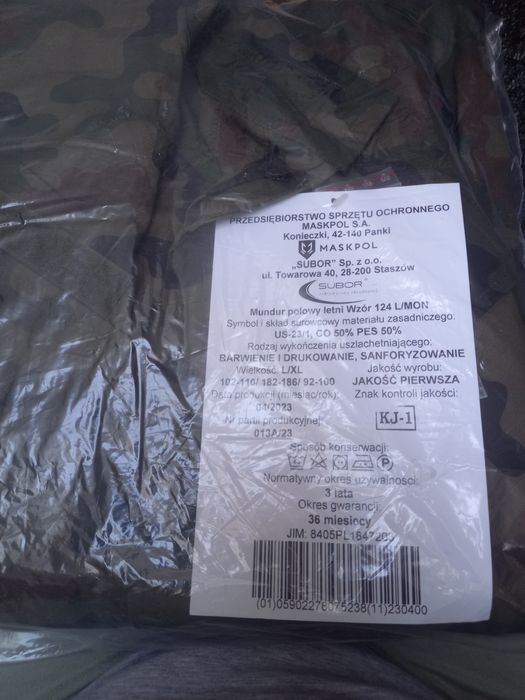 PRZEDSIĘBIORSTWO SPRZĘTU OCHRONNEGO
MASKPOL S.A.
Konieczki, 42-140 Panki
MASKPOL
„SUBOR" Sp. z o.o.
ul. Towarowa 40, 28-200 Staszów
SUBOR
Mundur polowy letni Wzór 124 L/MON
Symbol i skład surowcowy materiału zasadniczego:
US-23/1, CO 50% PES 50%
Rodzaj wykończenia uszlachetniającego:
BARWIENIE I DRUKOWANIE, SANFORYZOWANIE
Wielkość: L/XL
102-110/ 182-186/ 92-100
Data produkcji (miesiąc/rok):
04/2023
Nr partii produkcyjnej:
013A/23
Jakość wyrobu:
JAKOŚĆ PIERWSZA
Znak kontroli jakości:
KJ-1
Sposób konserwacji:
P
Normatywny okres używalności:
3 lata
Okres gwarancji:
36 miesięcy
JIM: 8405PL1847203
(01)05902278075238(11)230400